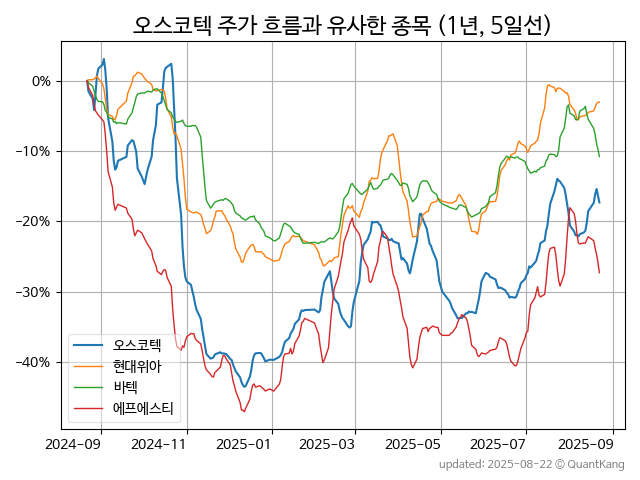 오스코텍 주가 흐름과 유사한 종목 (1년, 5일선)
0%
−10%
−20%
−30%
−40%
오스코텍
현대위아
바텍
에프에스티
2024-09 2024-11 2025-01 2025-03 2025-05 2025-07 2025-09
updated: 2025-08-22 © QuantKang